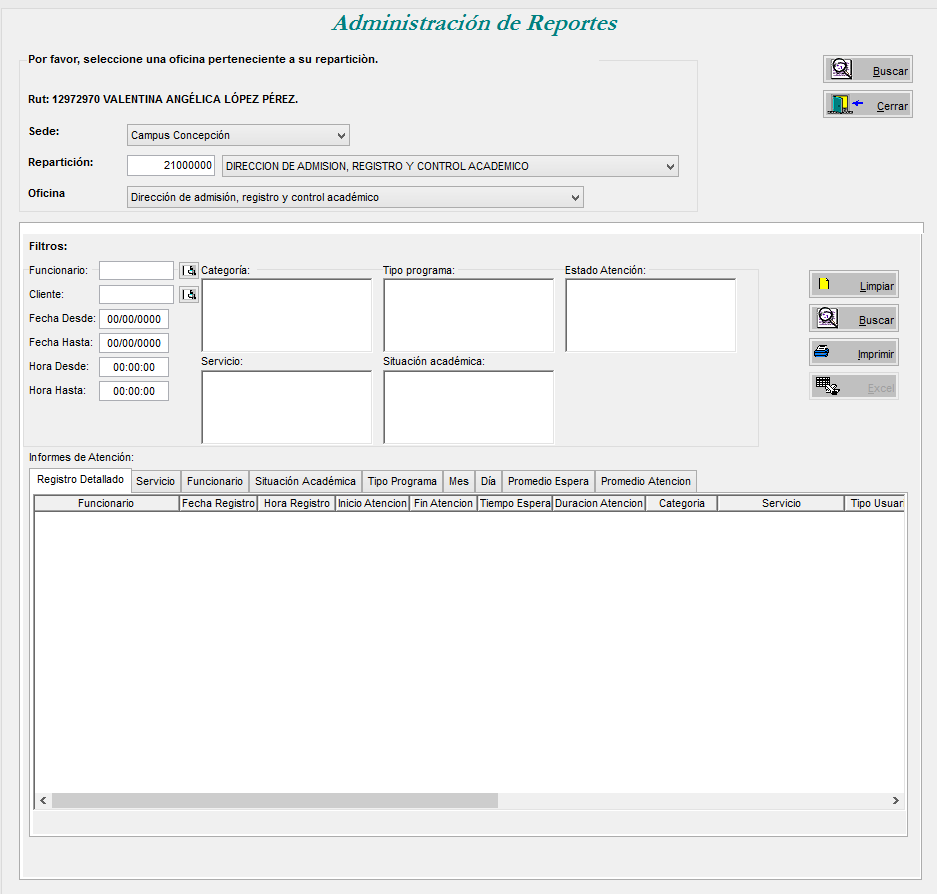 Administración de Reportes
Por favor, seleccione una oficina perteneciente a su repartición.
Buscar
Rut: 12972970 VALENTINA ANGÉLICA LÓPEZ PÉREZ.
Cerrar
Sede: Campus Concepción
Repartición: 21000000 DIRECCION DE ADMISION, REGISTRO Y CONTROL ACADEMICO
Oficina Dirección de admisión, registro y control académico
Filtros:
Funcionario: Categoría: Tipo programa: Estado Atención:
Limpiar
Cliente:
Fecha Desde: 00/00/0000
Buscar
Fecha Hasta: 00/00/0000
Imprimir
Hora Desde: 00:00:00 Servicio: Situación académica:
Hora Hasta: 00:00:00
Excel
Informes de Atención:
Registro Detallado Servicio Funcionario Situación Académica Tipo Programa Mes Día Promedio Espera Promedio Atencion
Funcionario Fecha Registro Hora Registro Inicio Atencion Fin Atencion Tiempo Espera Duracion Atencion Categoria Servicio Tipo Usuar